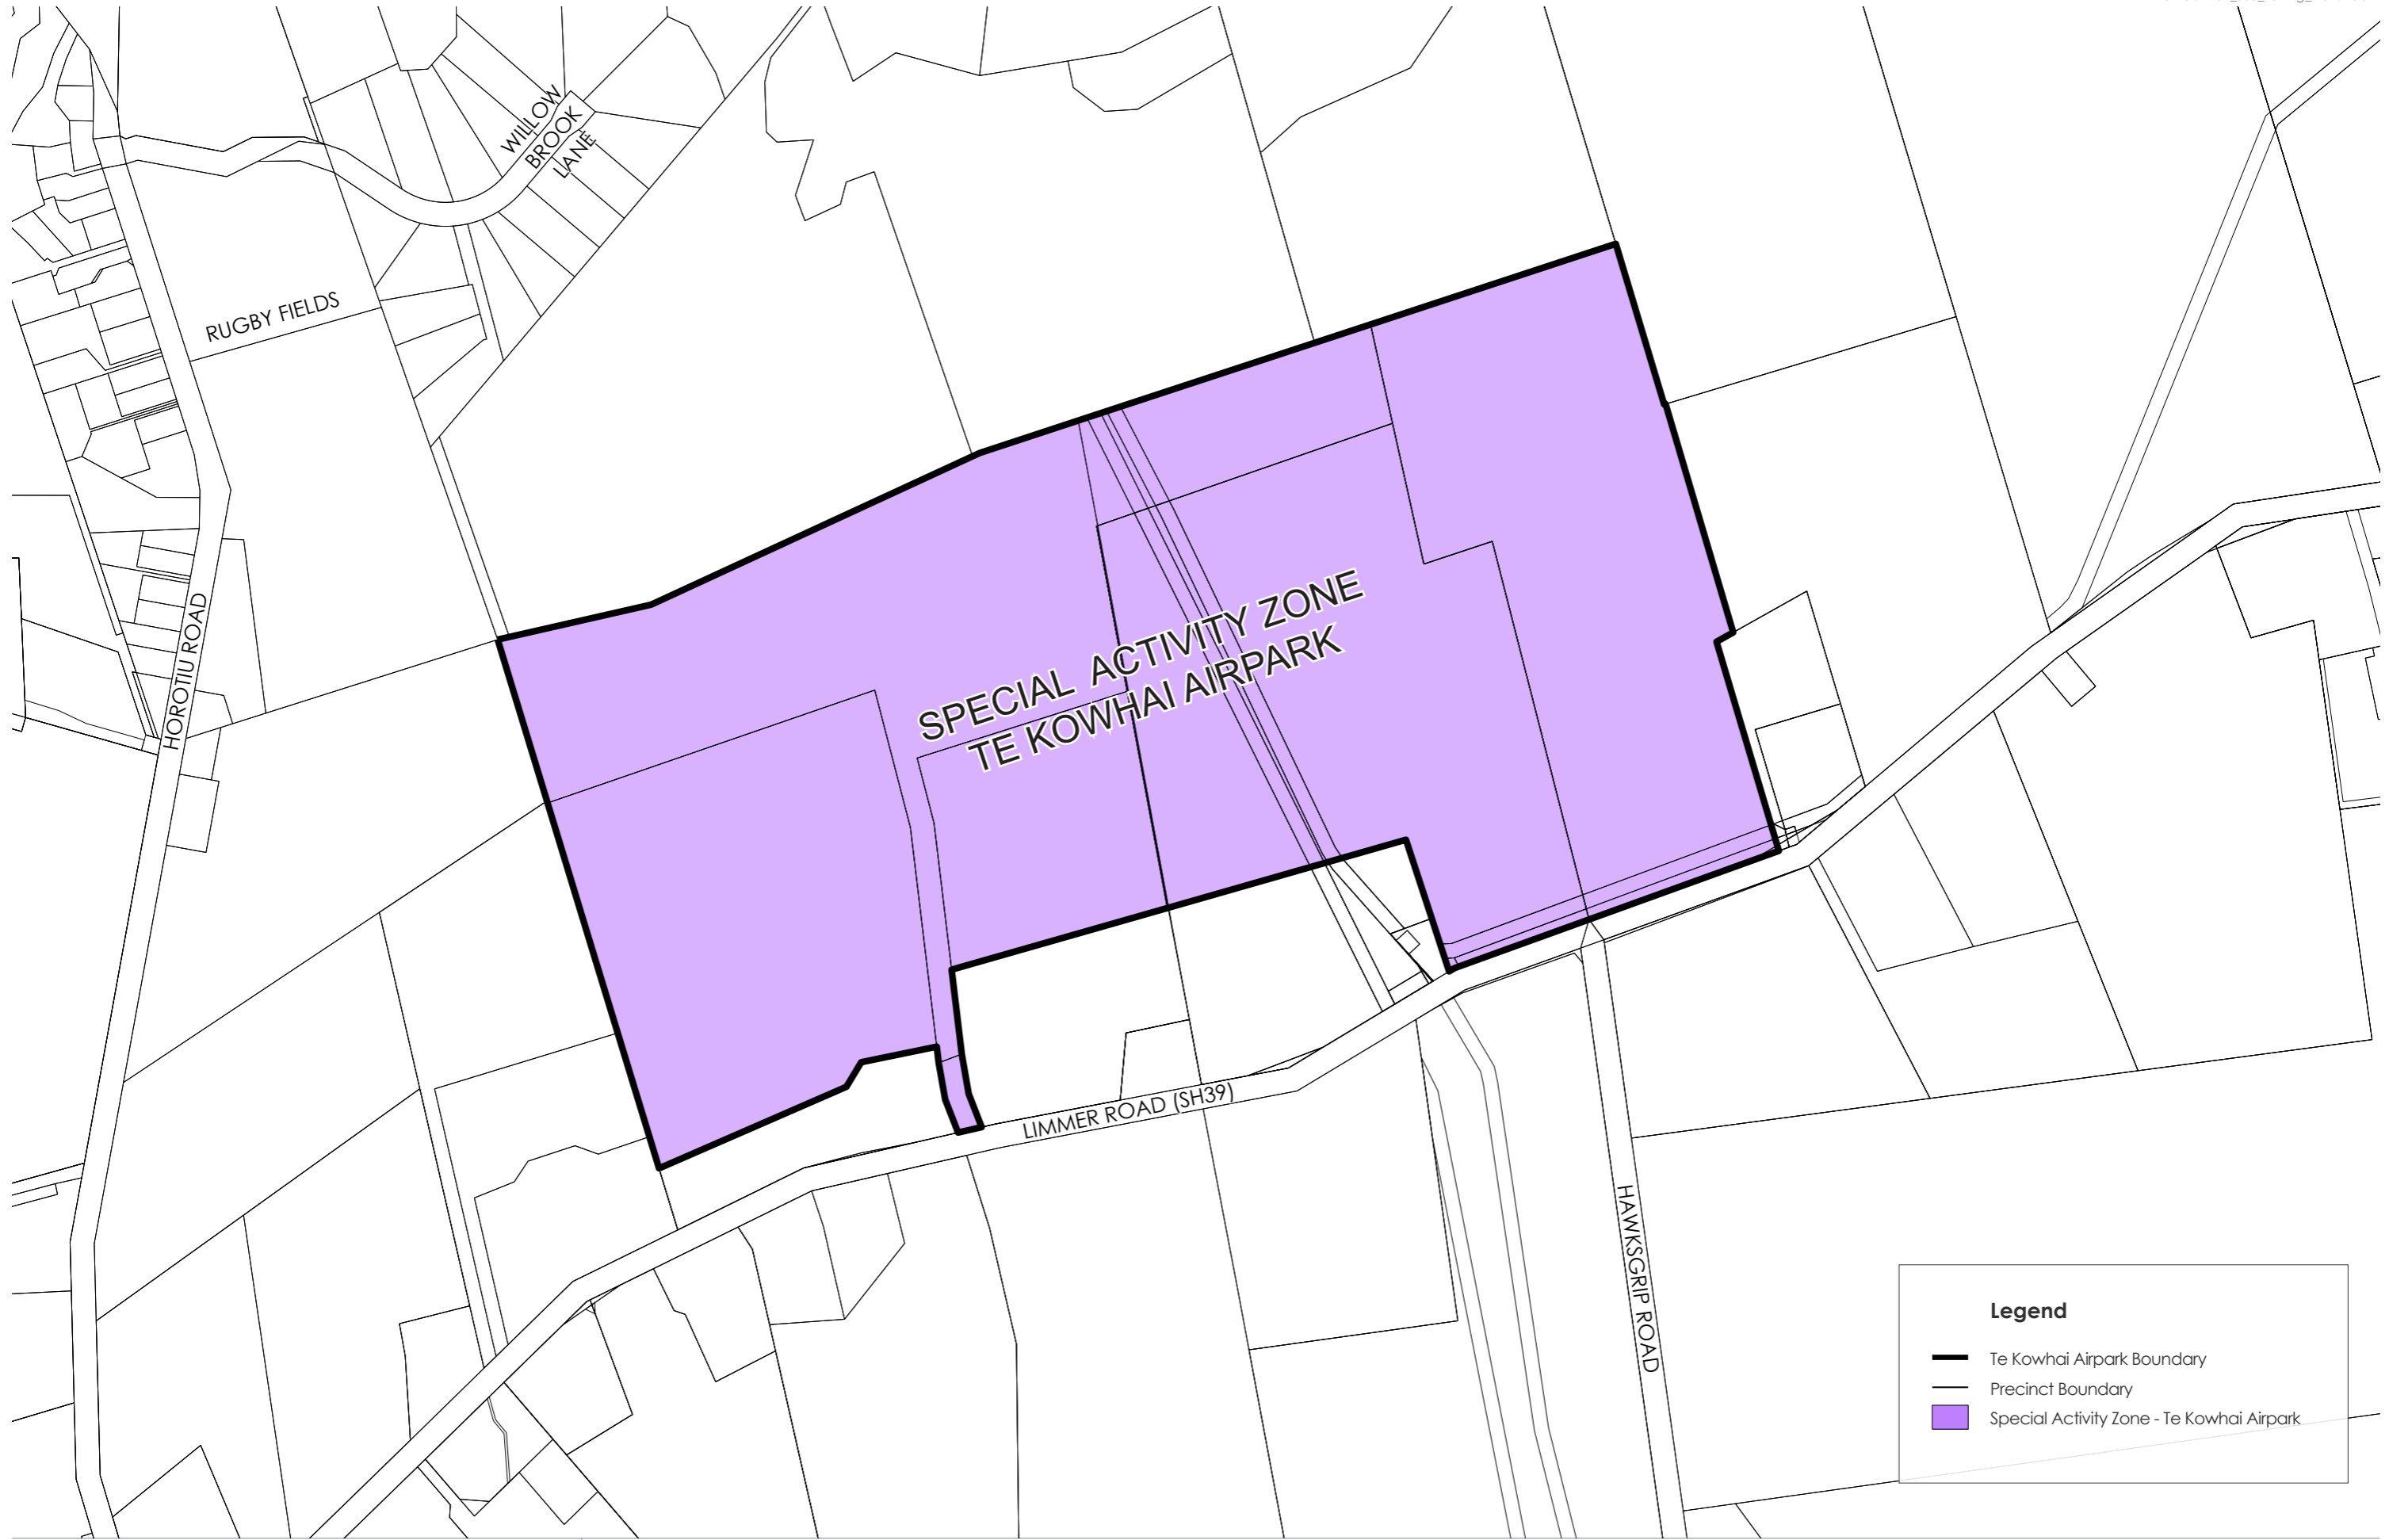 WILLOW
BROOK
LANE
RUGBY FIELDS
HOROTIU ROAD
SPECIAL ACTIVITY ZONE
TE KOWHAI AIRPARK
LIMMER ROAD (SH39)
HAWKSGRIP ROAD
Legend
Te Kowhai Airpark Boundary
Precinct Boundary
Special Activity Zone - Te Kowhai Airpark